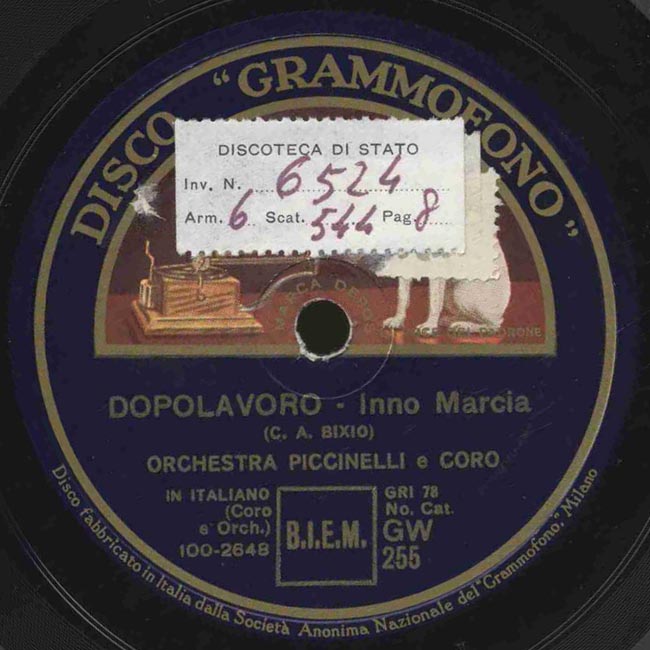 DISCO "GRAMMOFONO"
DISCOTECA DI STATO
Inv. N. 6524
Arm. 6 Scat. 544 Pag. 8
MARCA DEPOS
PADRONE
DOPOLAVORO - Inno Marcia
(C. A. BIXIO)
ORCHESTRA PICCINELLI e CORO
IN ITALIANO
(Coro
e Orch.)
100-2648
B.I.E.M.
GRI 78
No. Cat.
GW
255
Disco fabbricato in Italia dalla Società Anonima Nazionale del "Grammofono," Milano